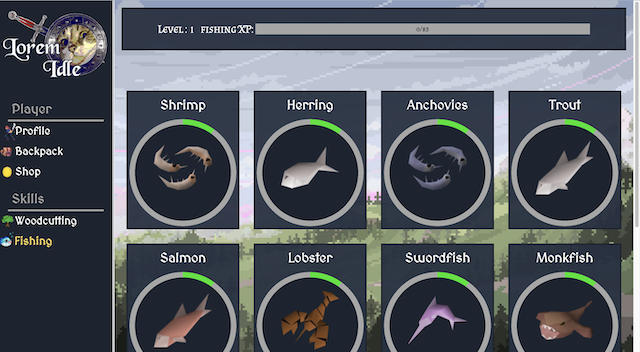 Lorem
Idle
Level: 1 fishing XP:
0/83
Player
Profile
Backpack
Shop
Skills
Woodcutting
Fishing
Shrimp
Herring
Anchovies
Trout
Salmon
Lobster
Swordfish
Monkfish